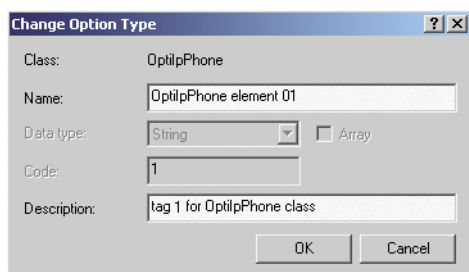 Change Option Type
Class: OptiIpPhone
Name: OptiIpPhone element 01
Data type: String Array
Code: 1
Description: tag 1 for OptiIpPhone class
OK Cancel